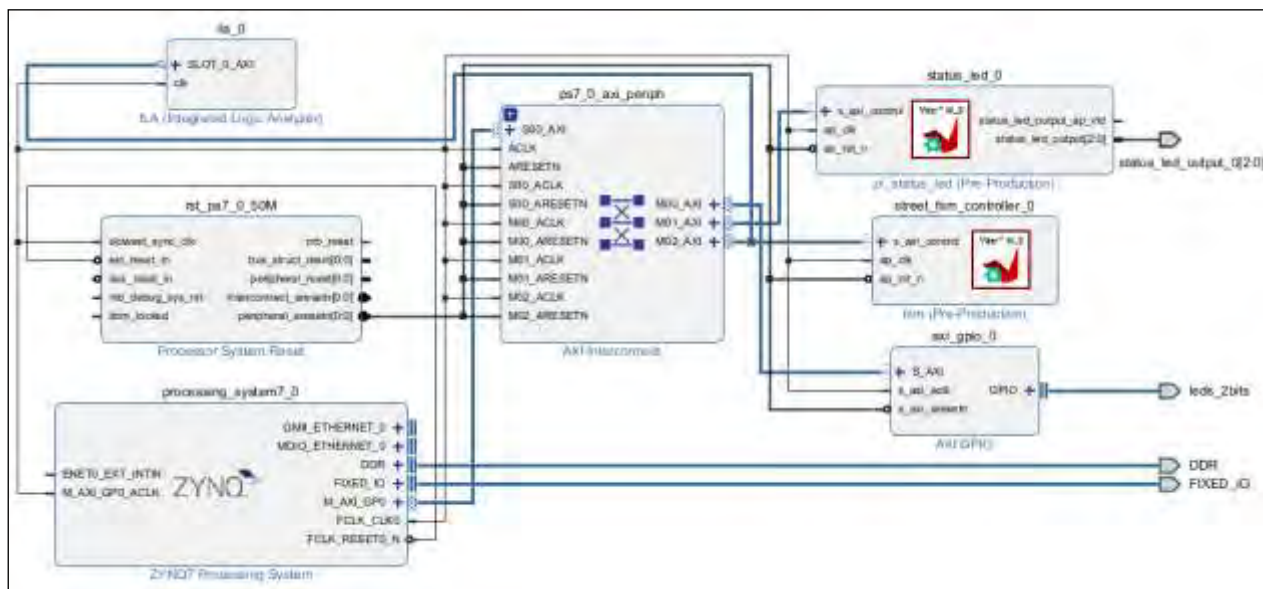 ila_0
SLOT_0_AXI
clk
ILA (Integrated Logic Analyzer)
rst_ps7_0_50M
slowest_sync_clk
ext_reset_in
aux_reset_in
mb_debug_sys_rst
dcm_locked
mb_reset
bus_struct_reset[0:0]
peripheral_reset[0:0]
interconnect_aresetn[0:0]
peripheral_aresetn[0:0]
Processor System Reset
processing_system7_0
ENET0_EXT_INTIN
M_AXI_GP0_ACLK
ZYNQ
GMII_ETHERNET_0
MDIO_ETHERNET_0
DDR
FIXED_IO
M_AXI_GP0
FCLK_CLK0
FCLK_RESET0_N
ZYNQ7 Processing System
ps7_0_axi_periph
S00_AXI
ACLK
ARESETN
S00_ACLK
S00_ARESETN
M00_ACLK
M00_ARESETN
M01_ACLK
M01_ARESETN
M02_ACLK
M02_ARESETN
M00_AXI
M01_AXI
M02_AXI
AXI Interconnect
status_led_0
s_axi_control
ap_clk
ap_rst_n
status_led_output_ap_vld
status_led_output[2:0]
pl_status_led (Pre-Production)
status_led_output_0[2:0]
street_fsm_controller_0
s_axi_control
ap_clk
ap_rst_n
fsm (Pre-Production)
axi_gpio_0
S_AXI
s_axi_aclk
s_axi_aresetn
GPIO
AXI GPIO
leds_2bits
DDR
FIXED_IO